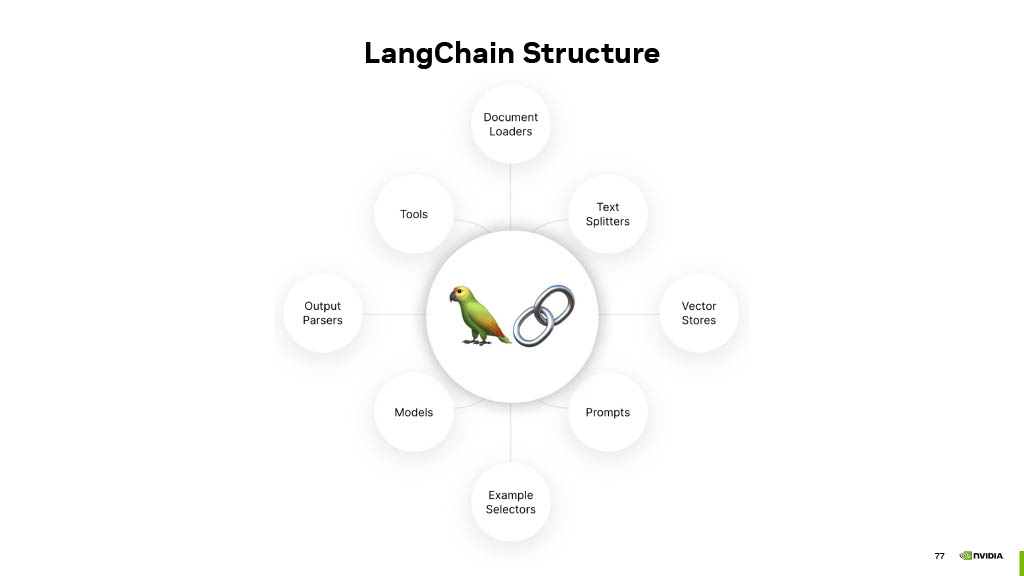 LangChain Structure
Document
Loaders
Tools
Text
Splitters
Output
Parsers
Vector
Stores
Models
Prompts
Example
Selectors
77
NVIDIA